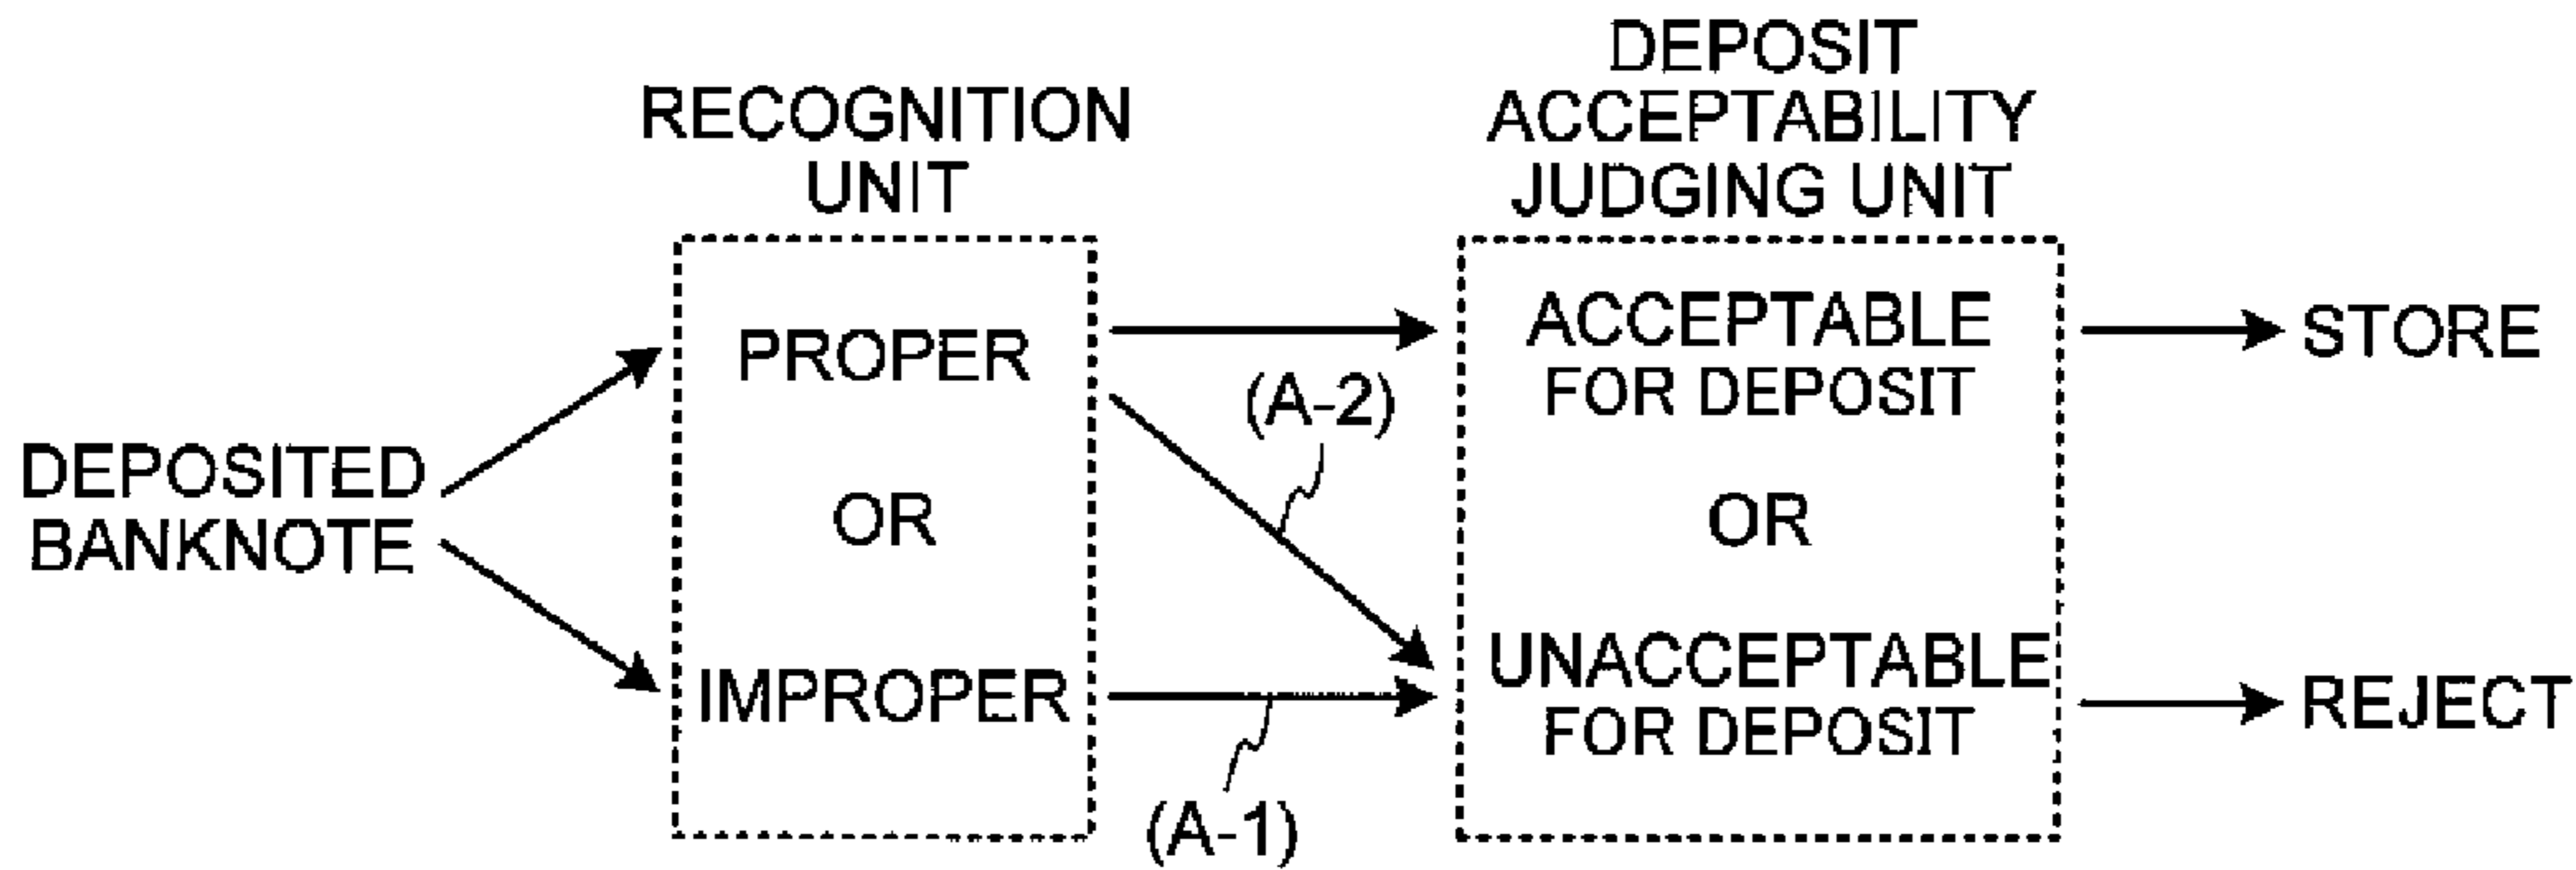 DEPOSITED
BANKNOTE
RECOGNITION
UNIT
PROPER
OR
IMPROPER
(A-2)
(A-1)
DEPOSIT
ACCEPTABILITY
JUDGING UNIT
ACCEPTABLE
FOR DEPOSIT
OR
UNACCEPTABLE
FOR DEPOSIT
STORE
REJECT